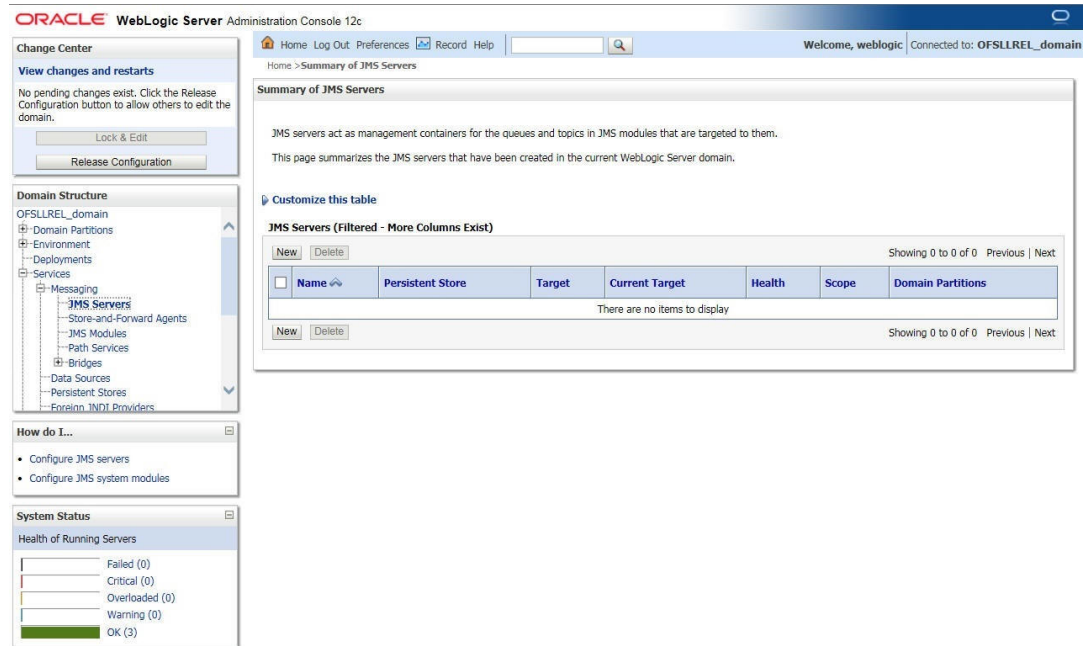 ORACLE WebLogic Server Administration Console 12c
Change Center
View changes and restarts
No pending changes exist. Click the Release
Configuration button to allow others to edit the
domain.
Lock & Edit
Release Configuration
Domain Structure
OFSLLREL_domain
Domain Partitions
Environment
Deployments
Services
Messaging
JMS Servers
Store-and-Forward Agents
JMS Modules
Path Services
Bridges
Data Sources
Persistent Stores
Foreign JNDI Providers
How do I...
Configure JMS servers
Configure JMS system modules
System Status
Health of Running Servers
Failed (0)
Critical (0)
Overloaded (0)
Warning (0)
OK (3)
Home Log Out Preferences Record Help
Welcome, weblogic Connected to: OFSLLREL_domain
Home >Summary of JMS Servers
Summary of JMS Servers
JMS servers act as management containers for the queues and topics in JMS modules that are targeted to them.
This page summarizes the JMS servers that have been created in the current WebLogic Server domain.
Customize this table
JMS Servers (Filtered - More Columns Exist)
New Delete Showing 0 to 0 of 0 Previous | Next
Name Persistent Store Target Current Target Health Scope Domain Partitions
There are no items to display
New Delete Showing 0 to 0 of 0 Previous | Next